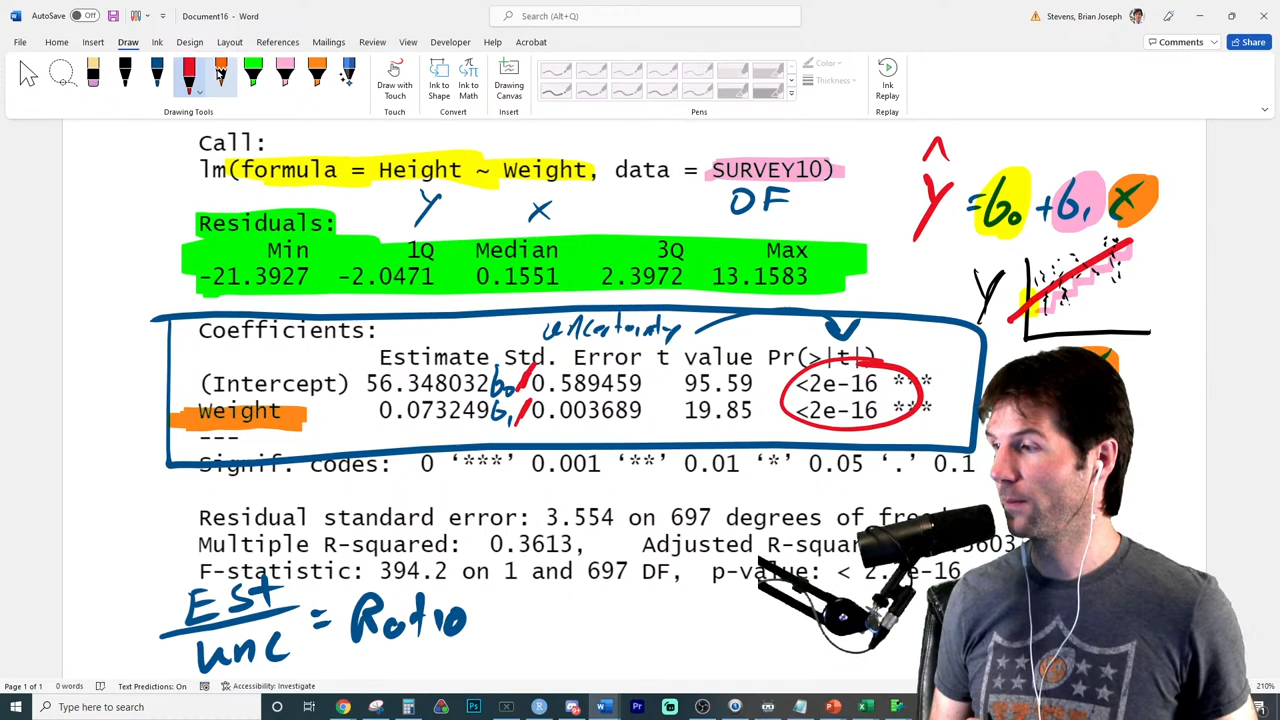 AutoSave Off Document16 - Word Search (Alt+Q) Stevens, Brian Joseph
File Home Insert Draw Ink Design Layout References Mailings Review View Developer Help Acrobat Comments Share
Draw with Touch Ink to Shape Ink to Math Drawing Canvas Color Thickness Ink Replay
Drawing Tools Touch Convert Insert Pens Replay
Call:
lm(formula = Height ~ Weight, data = SURVEY10)
Y X DF
ŷ = b₀ + b₁ x
Residuals:
Min 1Q Median 3Q Max
-21.3927 -2.0471 0.1551 2.3972 13.1583
Y
Coefficients: uncertainty
Estimate Std. Error t value Pr(>|t|)
(Intercept) 56.348032 b₀ / 0.589459 95.59 <2e-16 ***
Weight 0.073249 b₁ / 0.003689 19.85 <2e-16 ***
---
Signif. codes: 0 ‘***’ 0.001 ‘**’ 0.01 ‘*’ 0.05 ‘.’ 0.1
Residual standard error: 3.554 on 697 degrees of
Multiple R-squared: 0.3613, Adjusted
F-statistic: 394.2 on 1 and 697 DF, p-value: <
Est
unc = Ratio
Page 1 of 1 0 words Text Predictions: On Accessibility: Investigate 210%
Type here to search